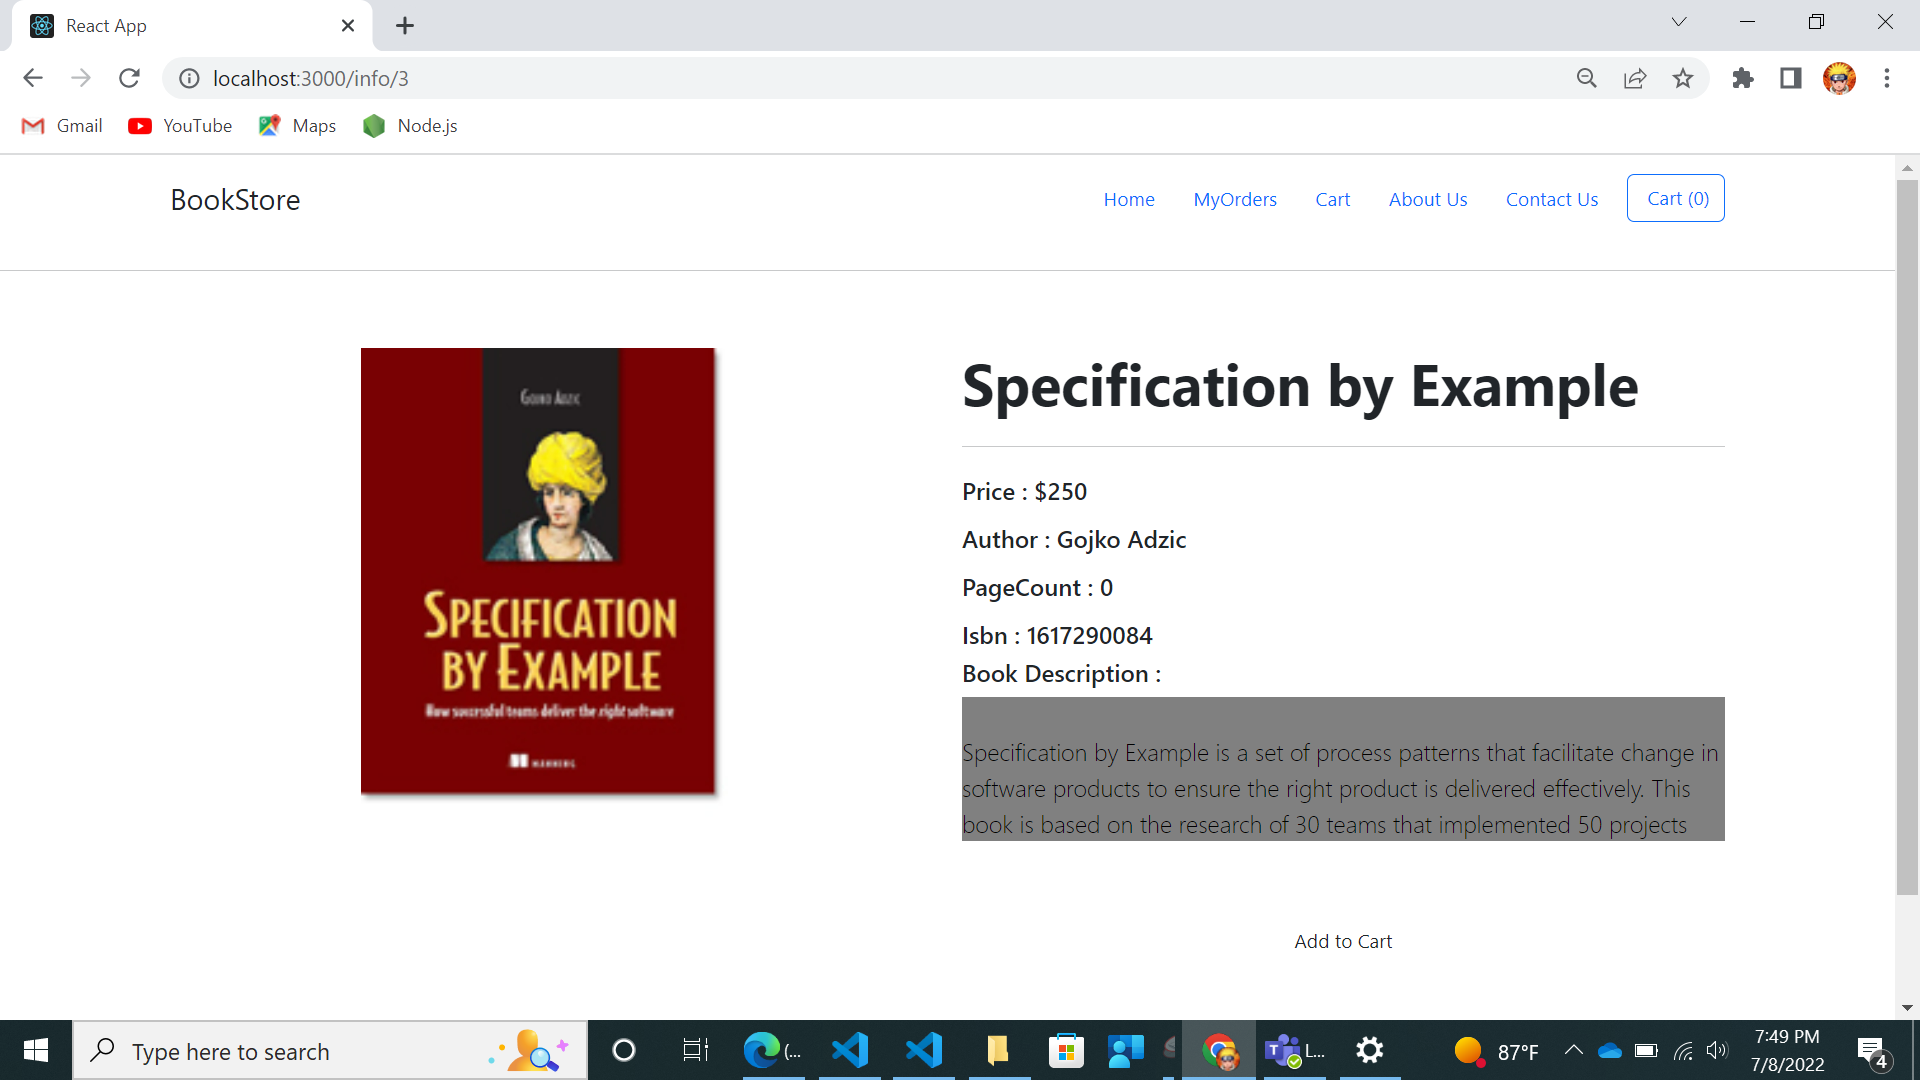 React App
localhost:3000/info/3
Gmail YouTube Maps Node.js
BookStore Home MyOrders Cart About Us Contact Us Cart (0)
GOJKO ADZIC
SPECIFICATION
BY EXAMPLE
How successful teams deliver the right software
MANNING
Specification by Example
Price : $250
Author : Gojko Adzic
PageCount : 0
Isbn : 1617290084
Book Description :
Specification by Example is a set of process patterns that facilitate change in
software products to ensure the right product is delivered effectively. This
book is based on the research of 30 teams that implemented 50 projects
Add to Cart
Type here to search (... L... 87°F 7:49 PM
7/8/2022 4